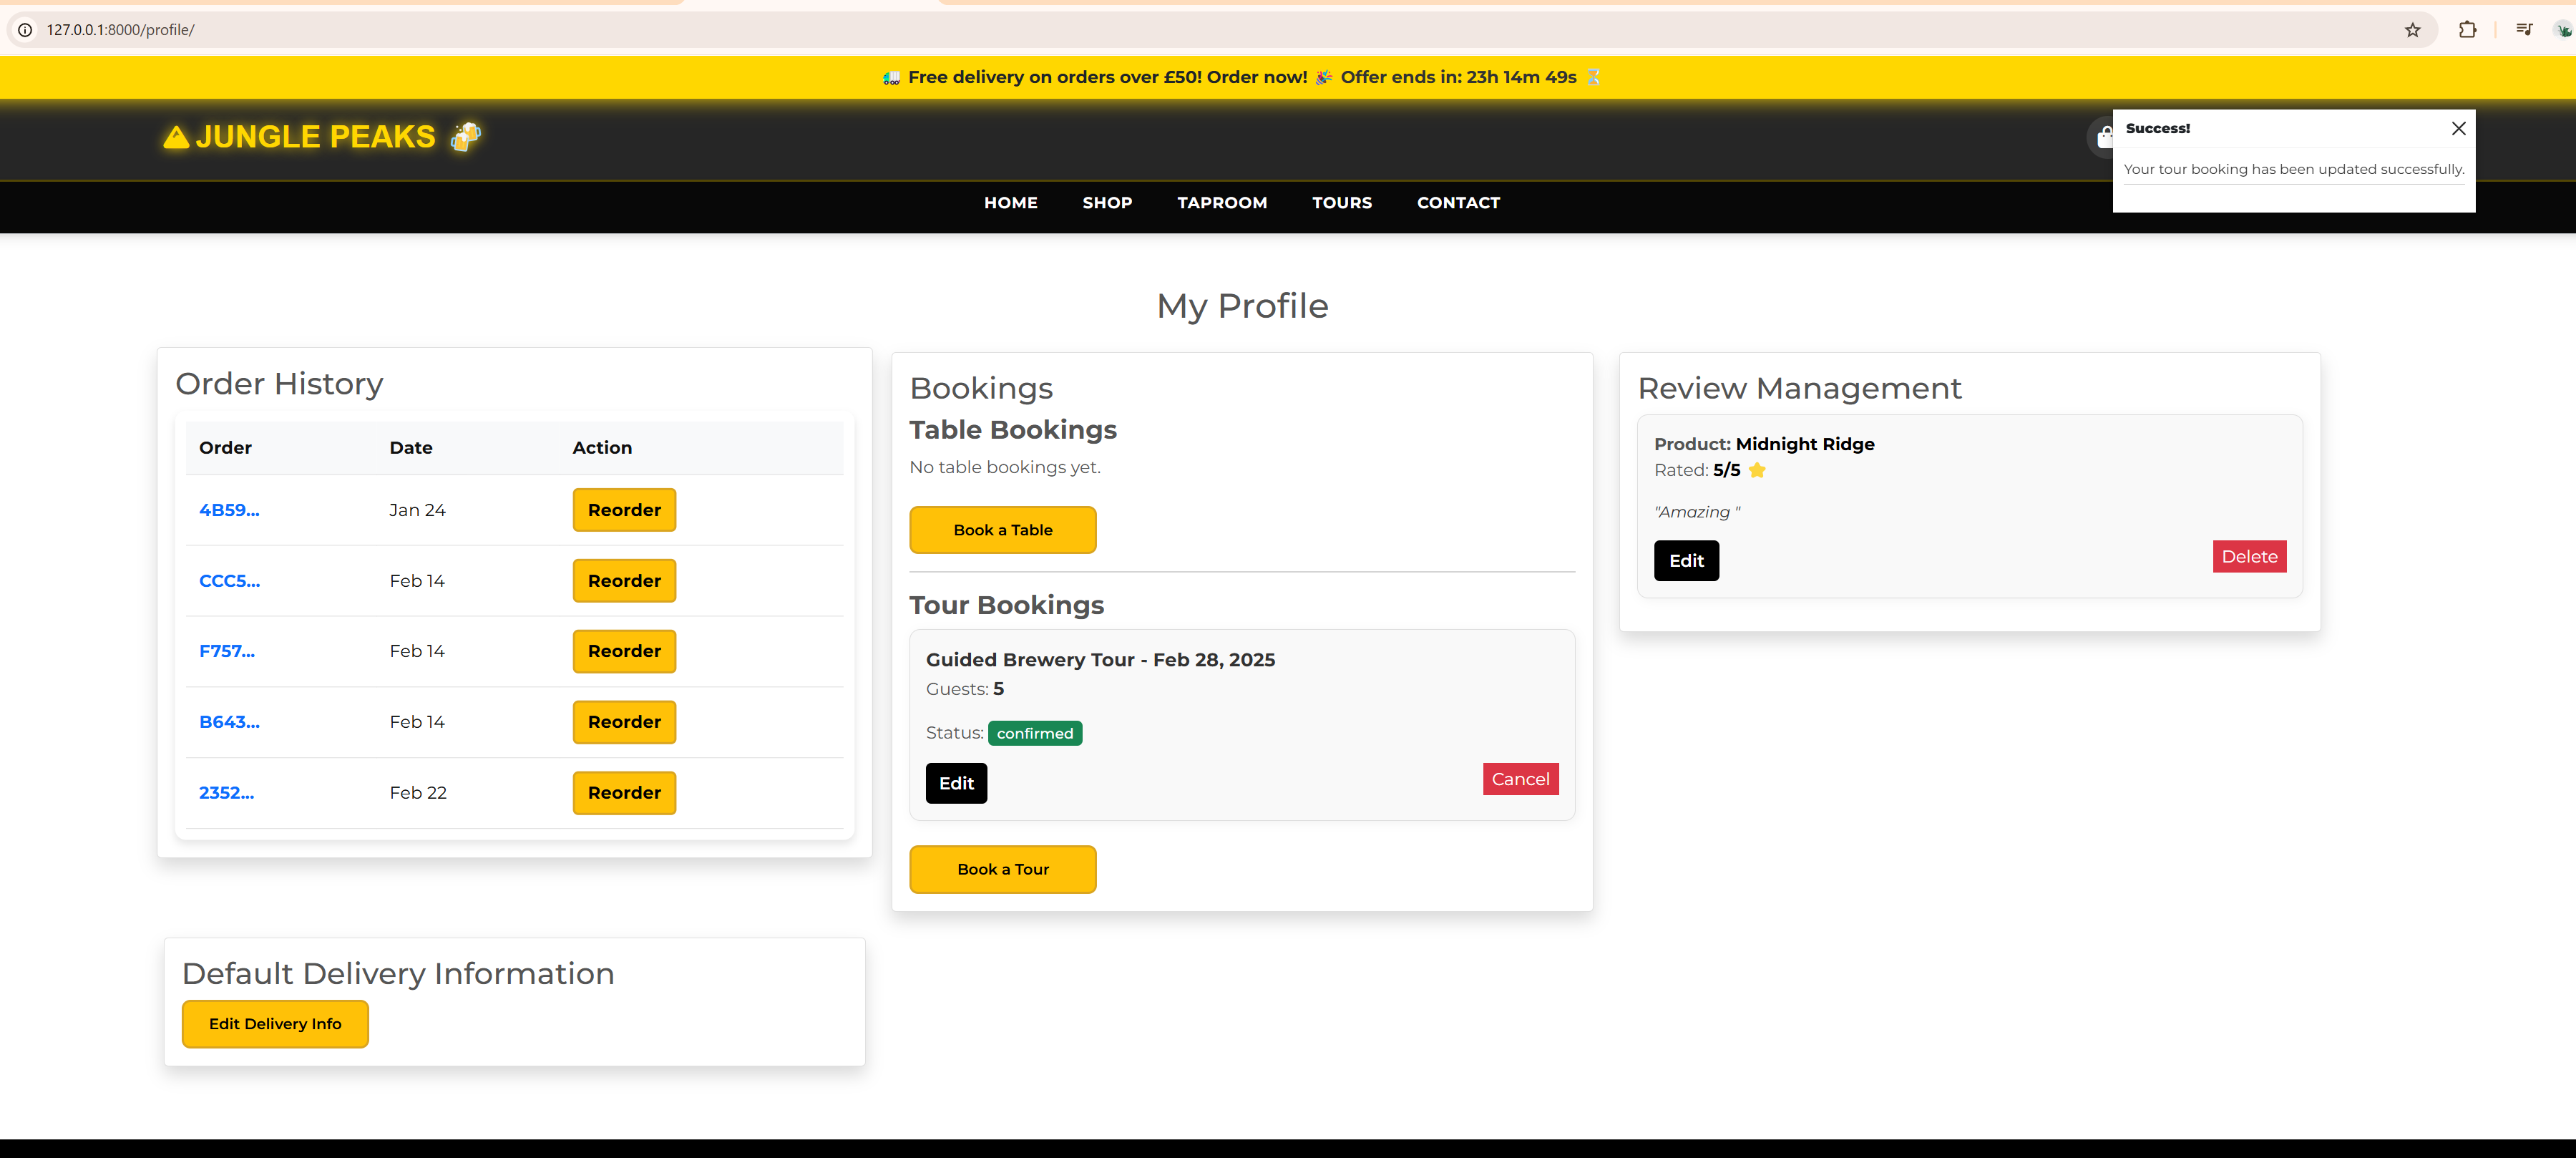 127.0.0.1:8000/profile/
🚚 Free delivery on orders over £50! Order now! 🎉 Offer ends in: 23h 14m 49s ⏳
JUNGLE PEAKS 🍻
Success!
Your tour booking has been updated successfully.
HOME SHOP TAPROOM TOURS CONTACT
My Profile
Order History
Order Date Action
4B59... Jan 24 Reorder
CCC5... Feb 14 Reorder
F757... Feb 14 Reorder
B643... Feb 14 Reorder
2352... Feb 22 Reorder
Bookings
Table Bookings
No table bookings yet.
Book a Table
Tour Bookings
Guided Brewery Tour - Feb 28, 2025
Guests: 5
Status: confirmed
Edit Cancel
Book a Tour
Review Management
Product: Midnight Ridge
Rated: 5/5 ⭐
"Amazing "
Edit Delete
Default Delivery Information
Edit Delivery Info